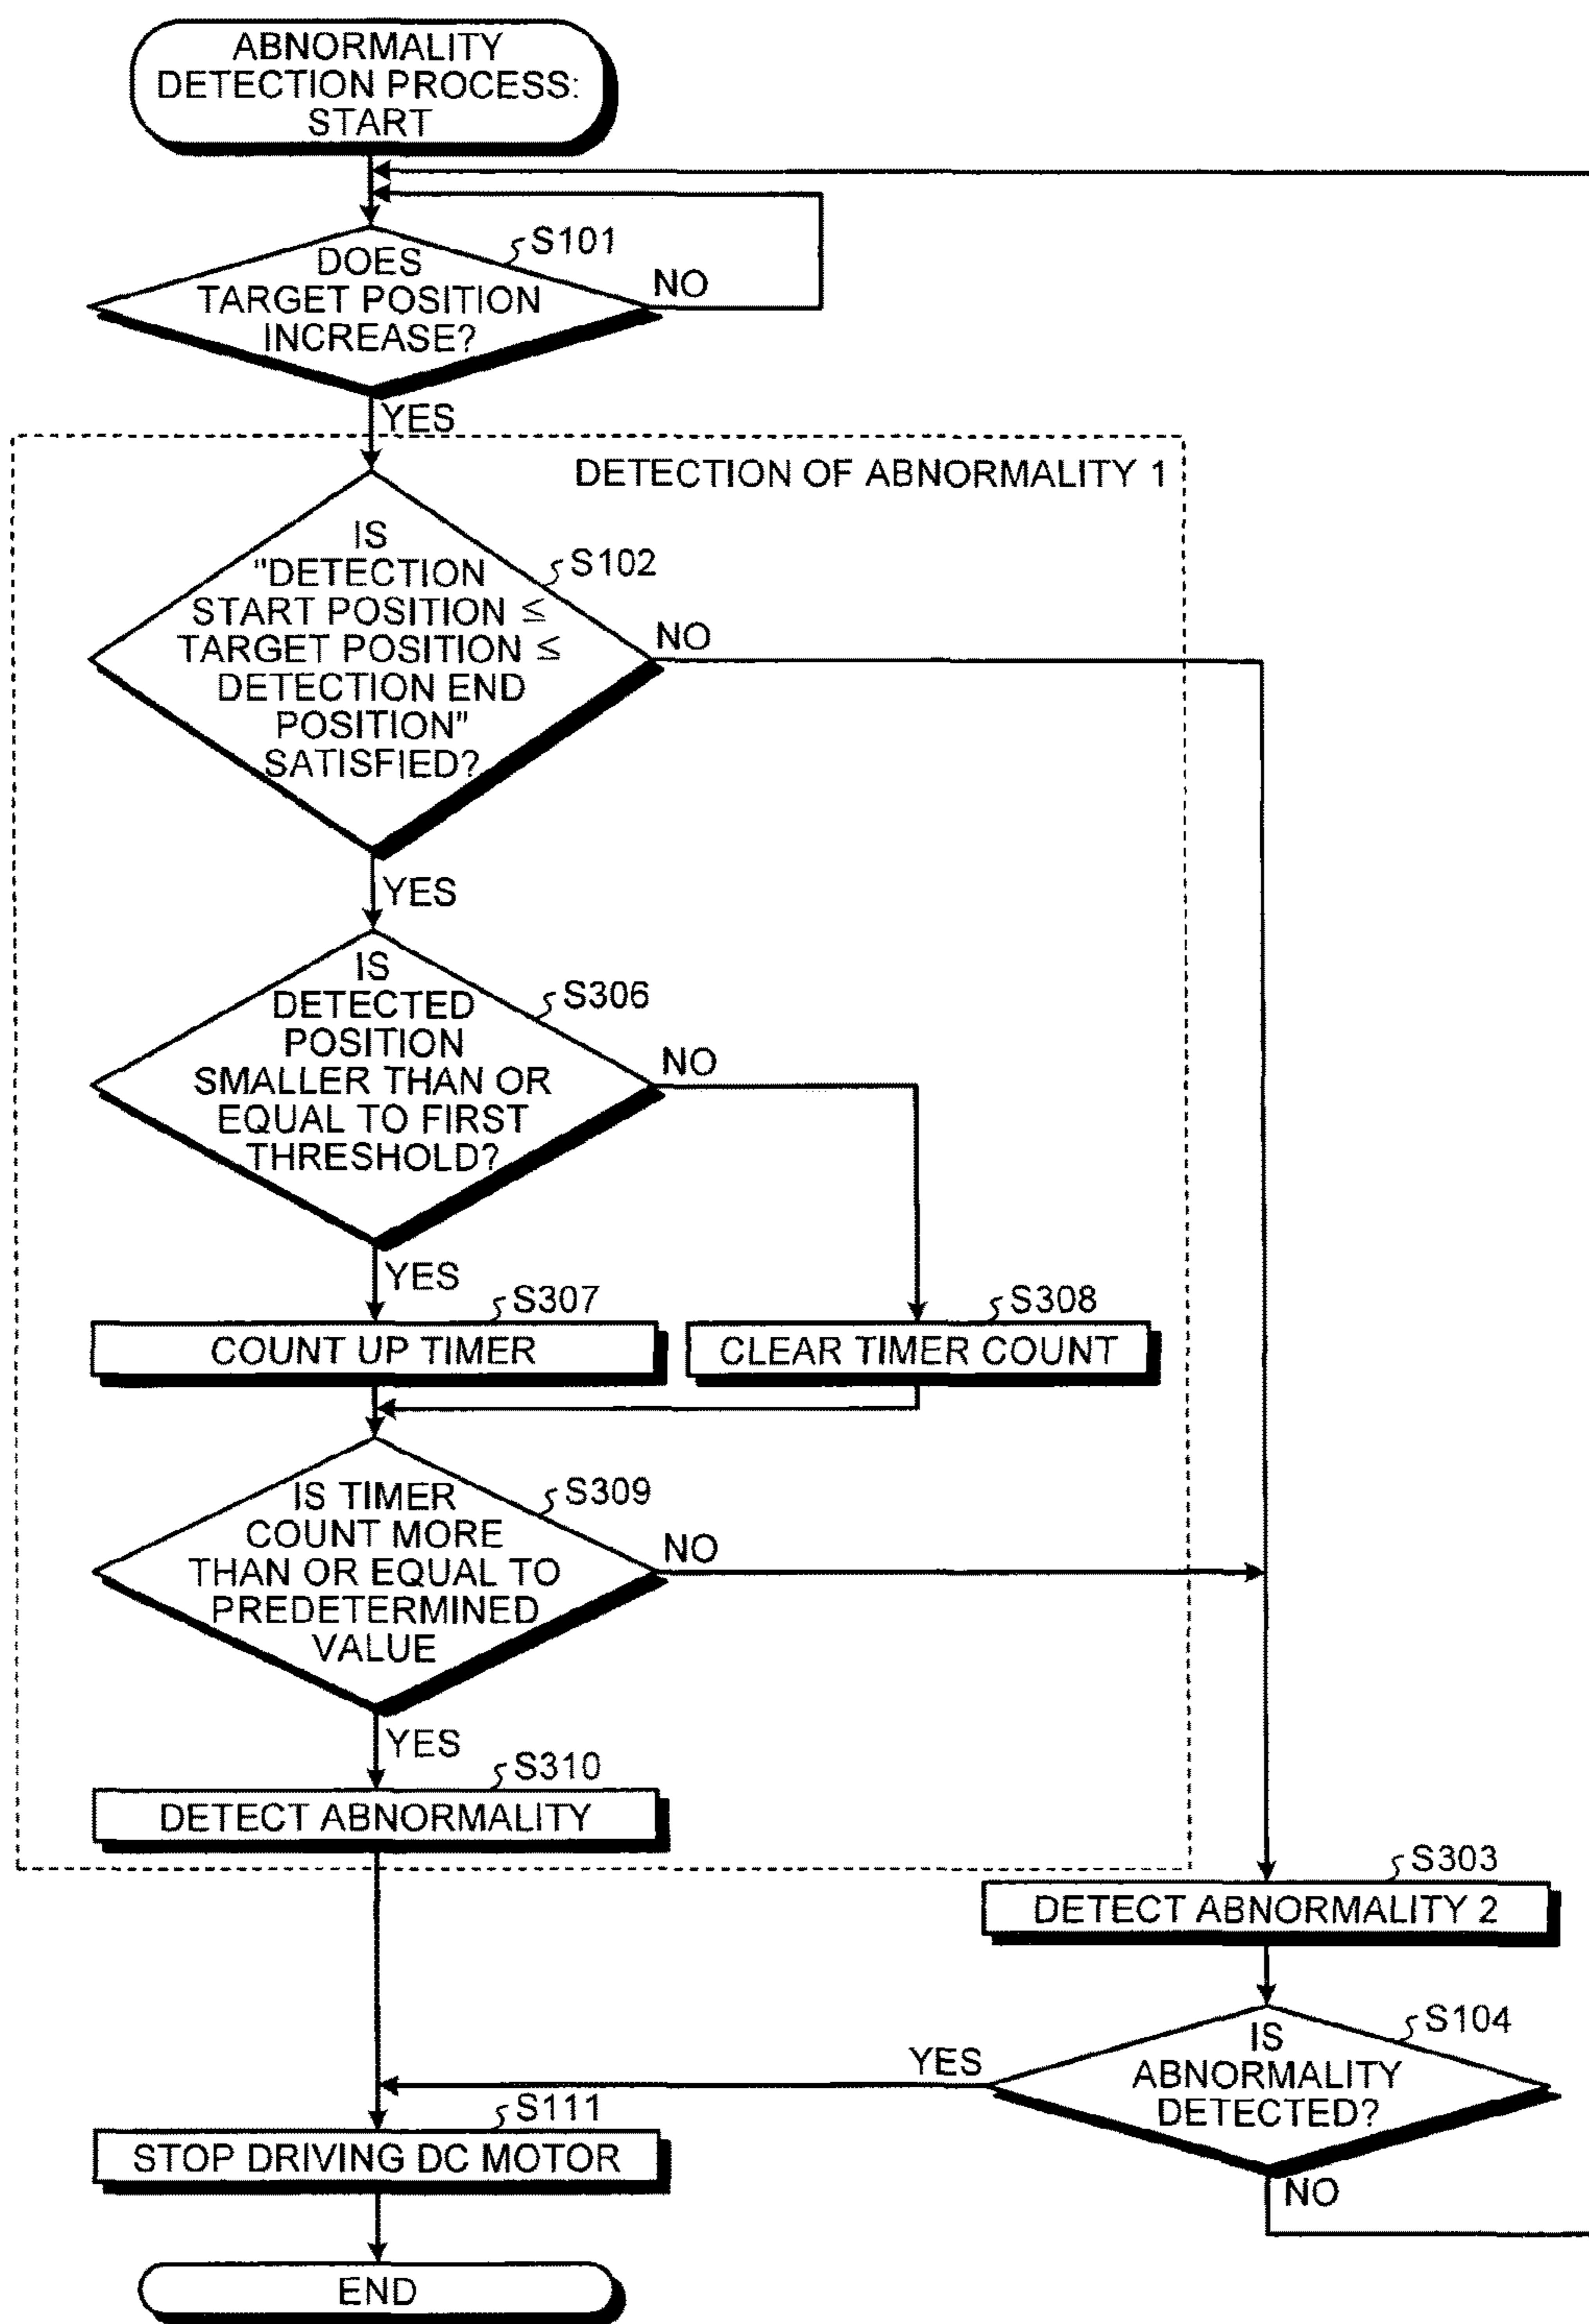 ABNORMALITY
DETECTION PROCESS:
START
S101
DOES
TARGET POSITION
INCREASE?
NO
YES
DETECTION OF ABNORMALITY 1
S102
IS
"DETECTION
START POSITION ≤
TARGET POSITION ≤
DETECTION END
POSITION"
SATISFIED?
NO
YES
S306
IS
DETECTED
POSITION
SMALLER THAN OR
EQUAL TO FIRST
THRESHOLD?
NO
YES
S307
COUNT UP TIMER
S308
CLEAR TIMER COUNT
S309
IS TIMER
COUNT MORE
THAN OR EQUAL TO
PREDETERMINED
VALUE
NO
YES
S310
DETECT ABNORMALITY
S303
DETECT ABNORMALITY 2
S104
IS
ABNORMALITY
DETECTED?
YES
NO
S111
STOP DRIVING DC MOTOR
END